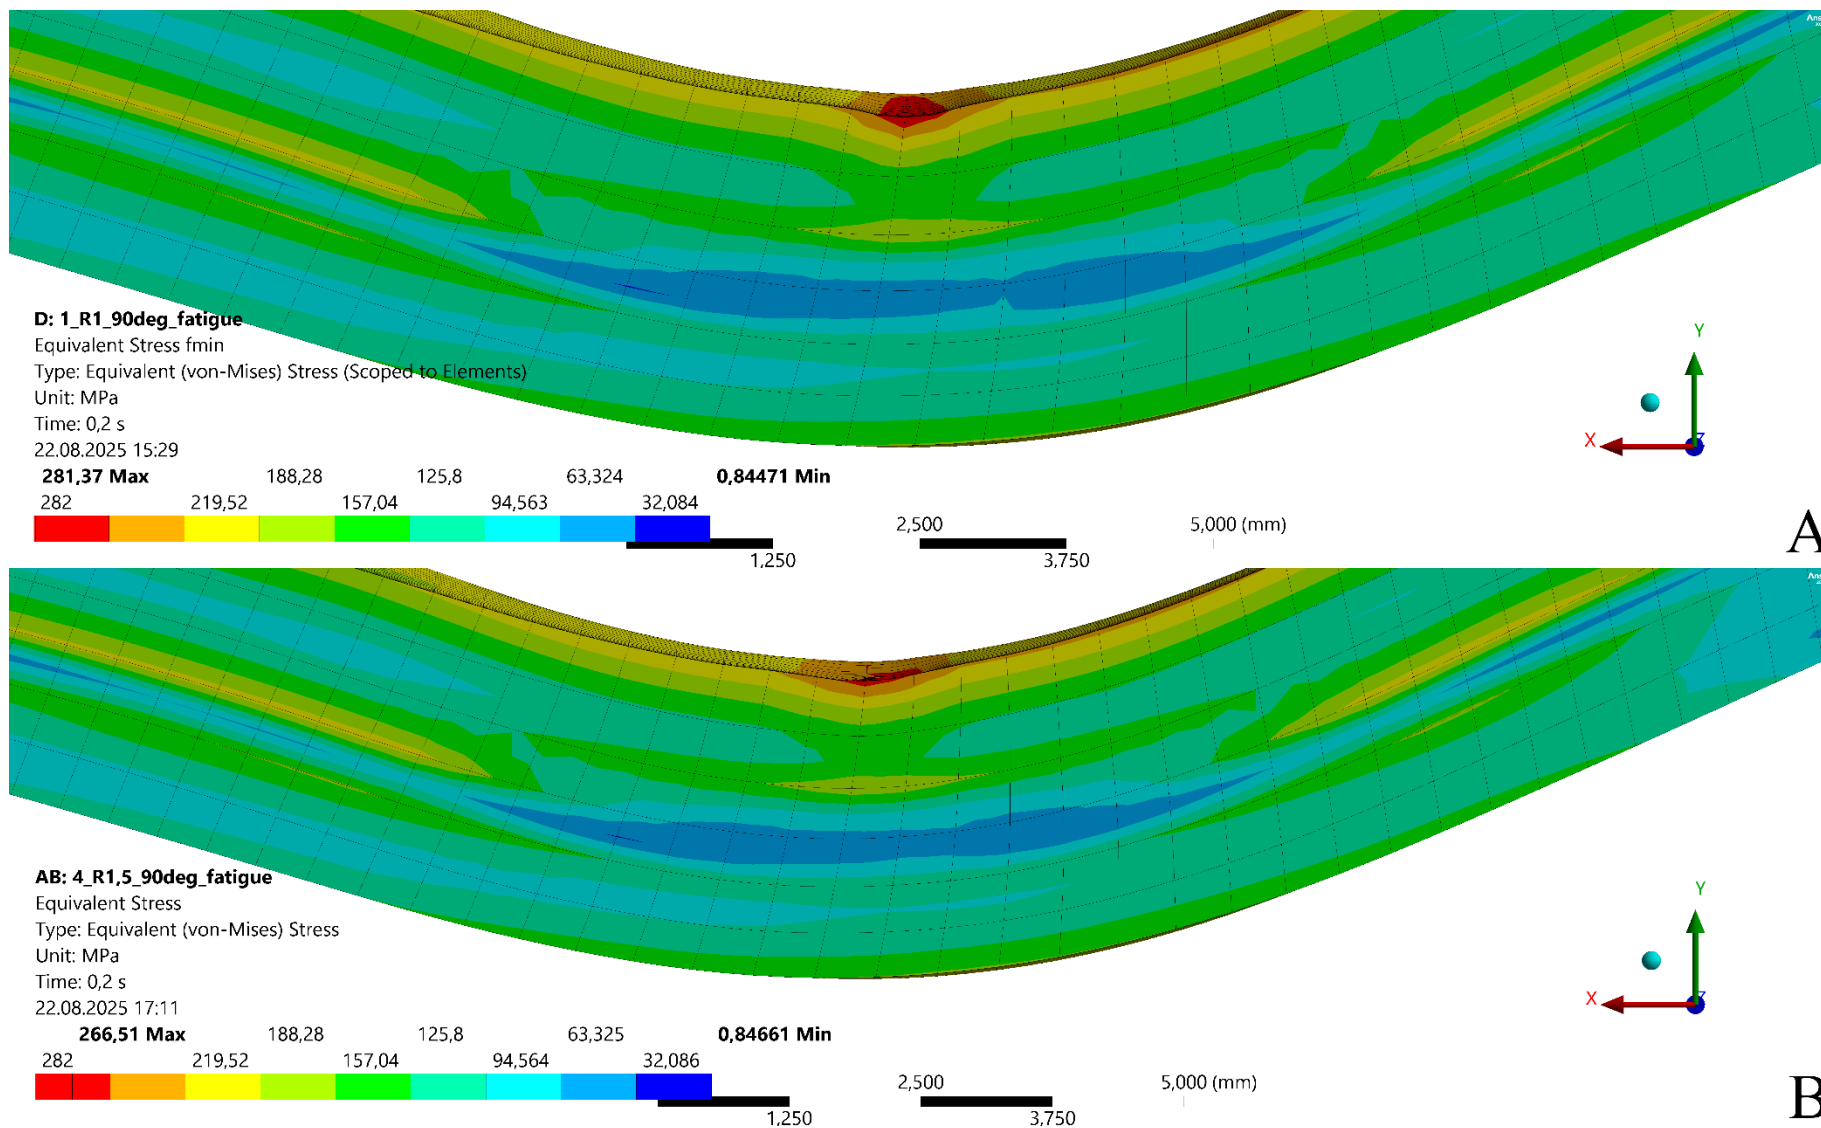 D: 1_R1_90deg_fatigue
Equivalent Stress fmin
Type: Equivalent (von-Mises) Stress (Scoped to Elements)
Unit: MPa
Time: 0,2 s
22.08.2025 15:29
281,37 Max 188,28 125,8 63,324 0,84471 Min
282 219,52 157,04 94,563 32,084
2,500 5,000 (mm)
1,250 3,750
Y
X
Z
A
AB: 4_R1,5_90deg_fatigue
Equivalent Stress
Type: Equivalent (von-Mises) Stress
Unit: MPa
Time: 0,2 s
22.08.2025 17:11
266,51 Max 188,28 125,8 63,325 0,84661 Min
282 219,52 157,04 94,564 32,086
2,500 5,000 (mm)
1,250 3,750
Y
X
Z
B